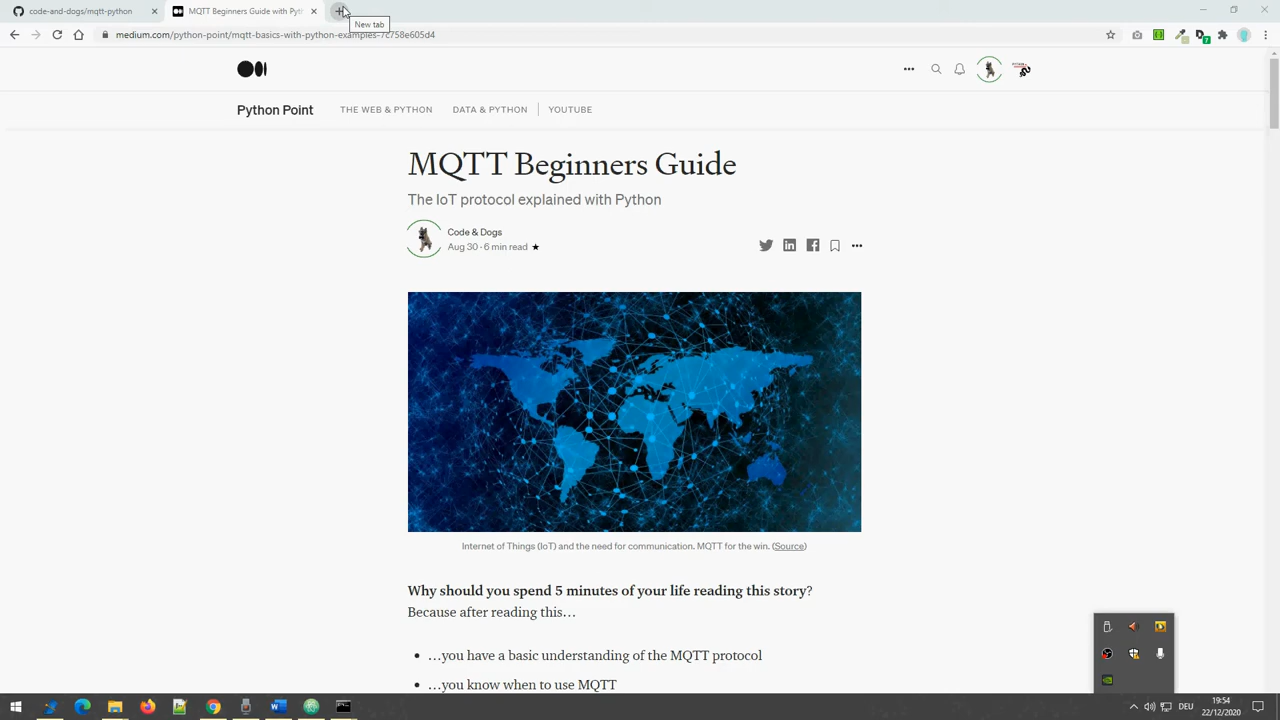 code-and-dogs/mqtt-python
MQTT Beginners Guide with Pyth
New tab
medium.com/python-point/mqtt-basics-with-python-examples-7c758e605d4
7
Python Point
THE WEB & PYTHON
DATA & PYTHON
YOUTUBE
MQTT Beginners Guide
The IoT protocol explained with Python
Code & Dogs
Aug 30 · 6 min read ★
Internet of Things (IoT) and the need for communication. MQTT for the win. (Source)
Why should you spend 5 minutes of your life reading this story?
Because after reading this…
• …you have a basic understanding of the MQTT protocol
• …you know when to use MQTT
DEU
19:54
22/12/2020